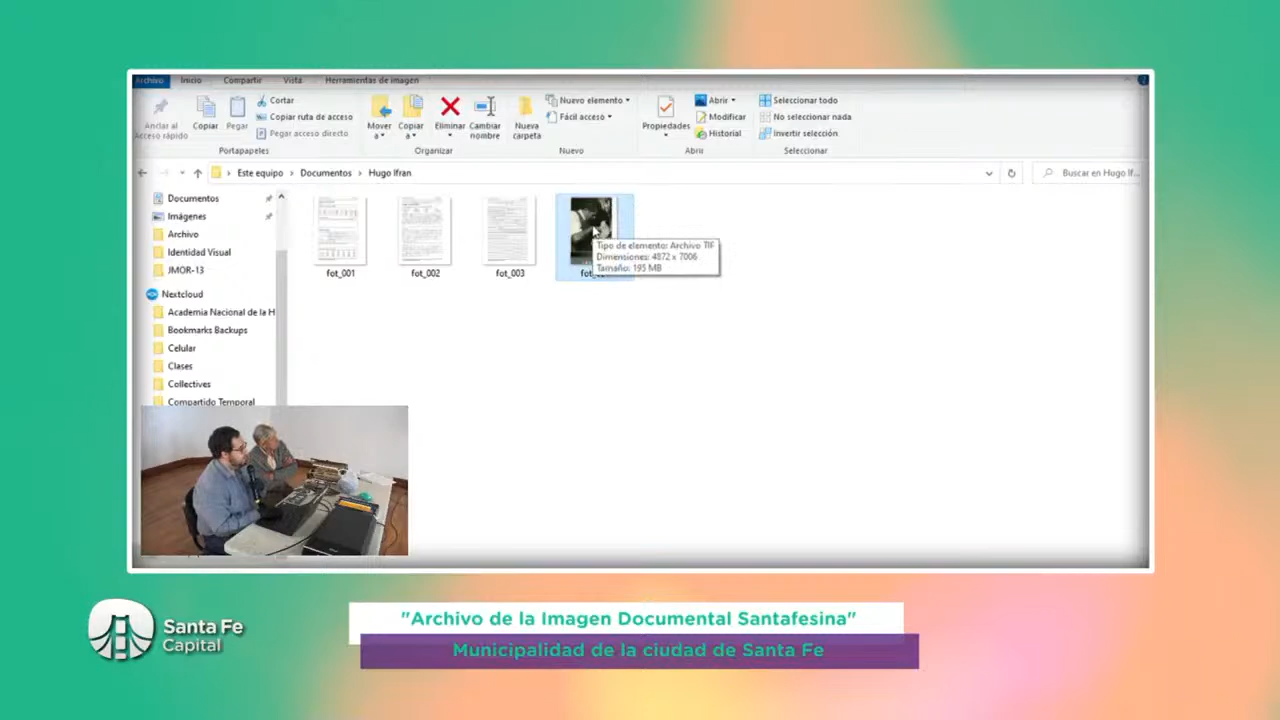 Archivo Inicio Compartir Vista Herramientas de imagen
Anclar al Acceso rápido
Copiar
Pegar
Cortar
Copiar ruta de acceso
Pegar acceso directo
Portapapeles
Mover a
Copiar a
Eliminar
Cambiar nombre
Organizar
Nueva carpeta
Nuevo elemento
Fácil acceso
Nuevo
Propiedades
Abrir
Modificar
Historial
Abrir
Seleccionar todo
No seleccionar nada
Invertir selección
Seleccionar
Este equipo > Documentos > Hugo Ifran
Buscar en Hugo If...
Documentos
Imágenes
Archivo
Identidad Visual
JMOR-13
Nextcloud
Academia Nacional de la H
Bookmarks Backups
Celular
Clases
Collectives
Compartido Temporal
fot_001
fot_002
fot_003
Tipo de elemento: Archivo TIF
Dimensiones: 4872 x 7006
Tamaño: 195 MB
Santa Fe
Capital
"Archivo de la Imagen Documental Santafesina"
Municipalidad de la ciudad de Santa Fe